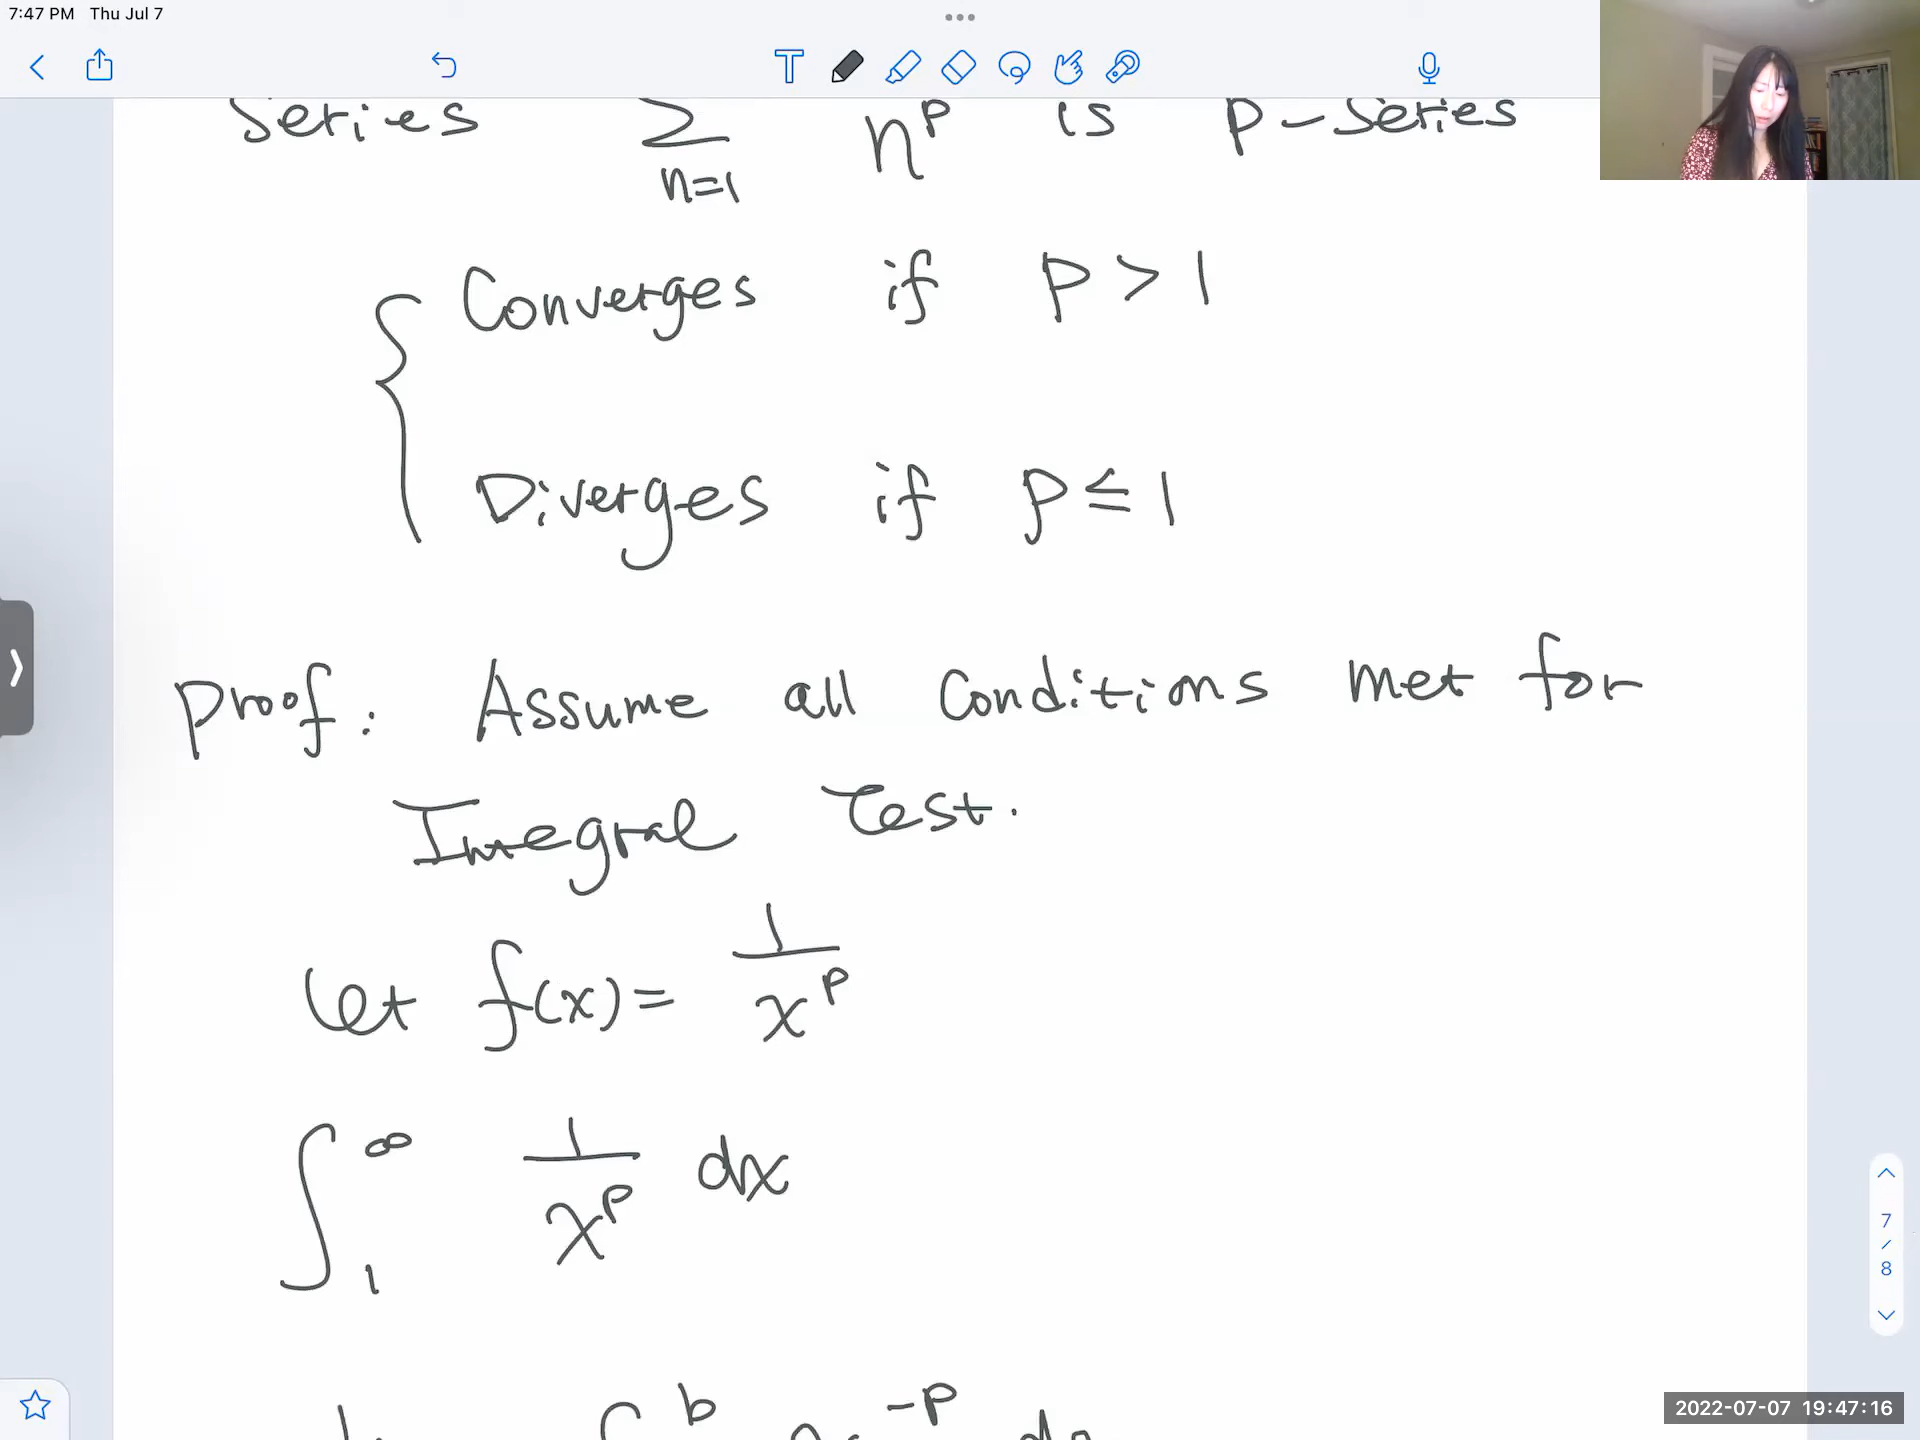 7:47 PM Thu Jul 7
Series ∑ n=1 n^p is p-series
Converges if p > 1
Diverges if p ≤ 1
Proof: Assume all Conditions met for
Integral Test.
Let f(x) = 1/x^p
∫_1^∞ 1/x^p dx
b -p
7
/
8
2022-07-07 19:47:16